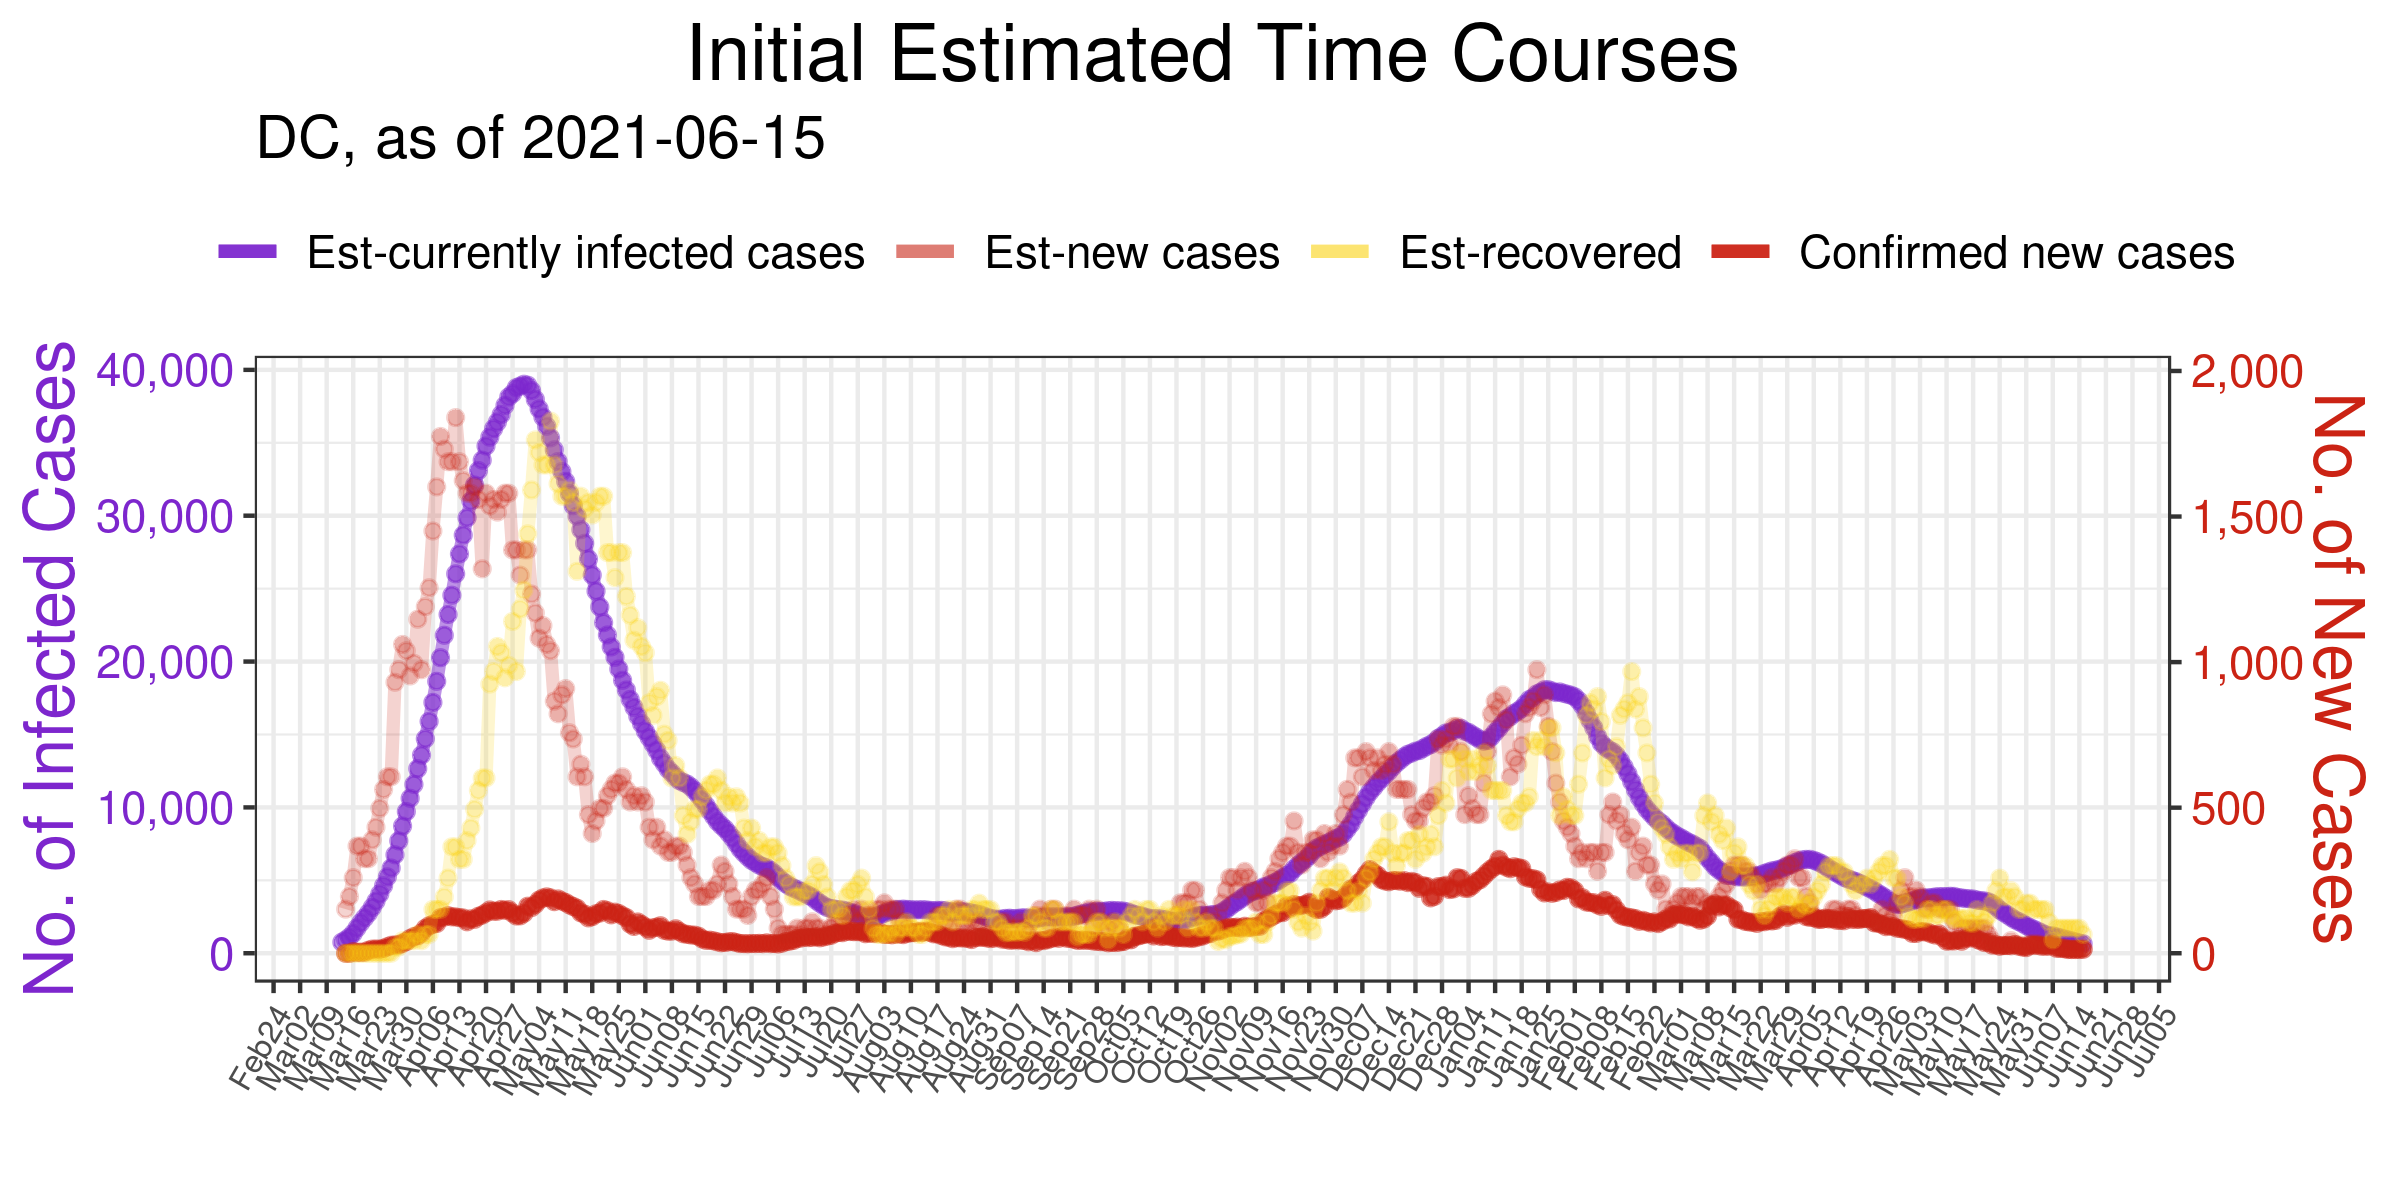 Initial Estimated Time Courses
DC, as of 2021-06-15
Est-currently infected cases Est-new cases Est-recovered Confirmed new cases
No. of Infected Cases
40,000
30,000
20,000
10,000
0
2,000
1,500
1,000
500
0
No. of New Cases
Feb24 Mar02 Mar09 Mar16 Mar23 Mar30 Apr06 Apr13 Apr20 Apr27 May04 May11 May18 May25 Jun01 Jun08 Jun15 Jun22 Jun29 Jul06 Jul13 Jul20 Jul27 Aug03 Aug10 Aug17 Aug24 Aug31 Sep07 Sep14 Sep21 Sep28 Oct05 Oct12 Oct19 Oct26 Nov02 Nov09 Nov16 Nov23 Nov30 Dec07 Dec14 Dec21 Dec28 Jan04 Jan11 Jan18 Jan25 Feb01 Feb08 Feb15 Feb22 Mar01 Mar08 Mar15 Mar22 Mar29 Apr05 Apr12 Apr19 Apr26 May03 May10 May17 May24 May31 Jun07 Jun14 Jun21 Jun28 Jul05